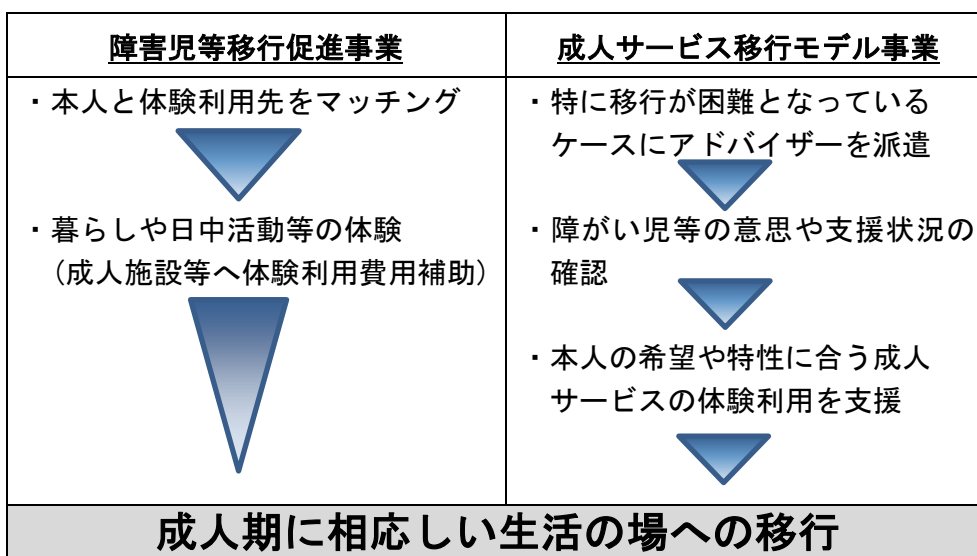 障害児等移行促進事業
・本人と体験利用先をマッチング
・暮らしや日中活動等の体験
(成人施設等へ体験利用費用補助)
成人サービス移行モデル事業
・特に移行が困難となっている
ケースにアドバイザーを派遣
・障がい児等の意思や支援状況の
確認
・本人の希望や特性に合う成人
サービスの体験利用を支援
成人期に相応しい生活の場への移行